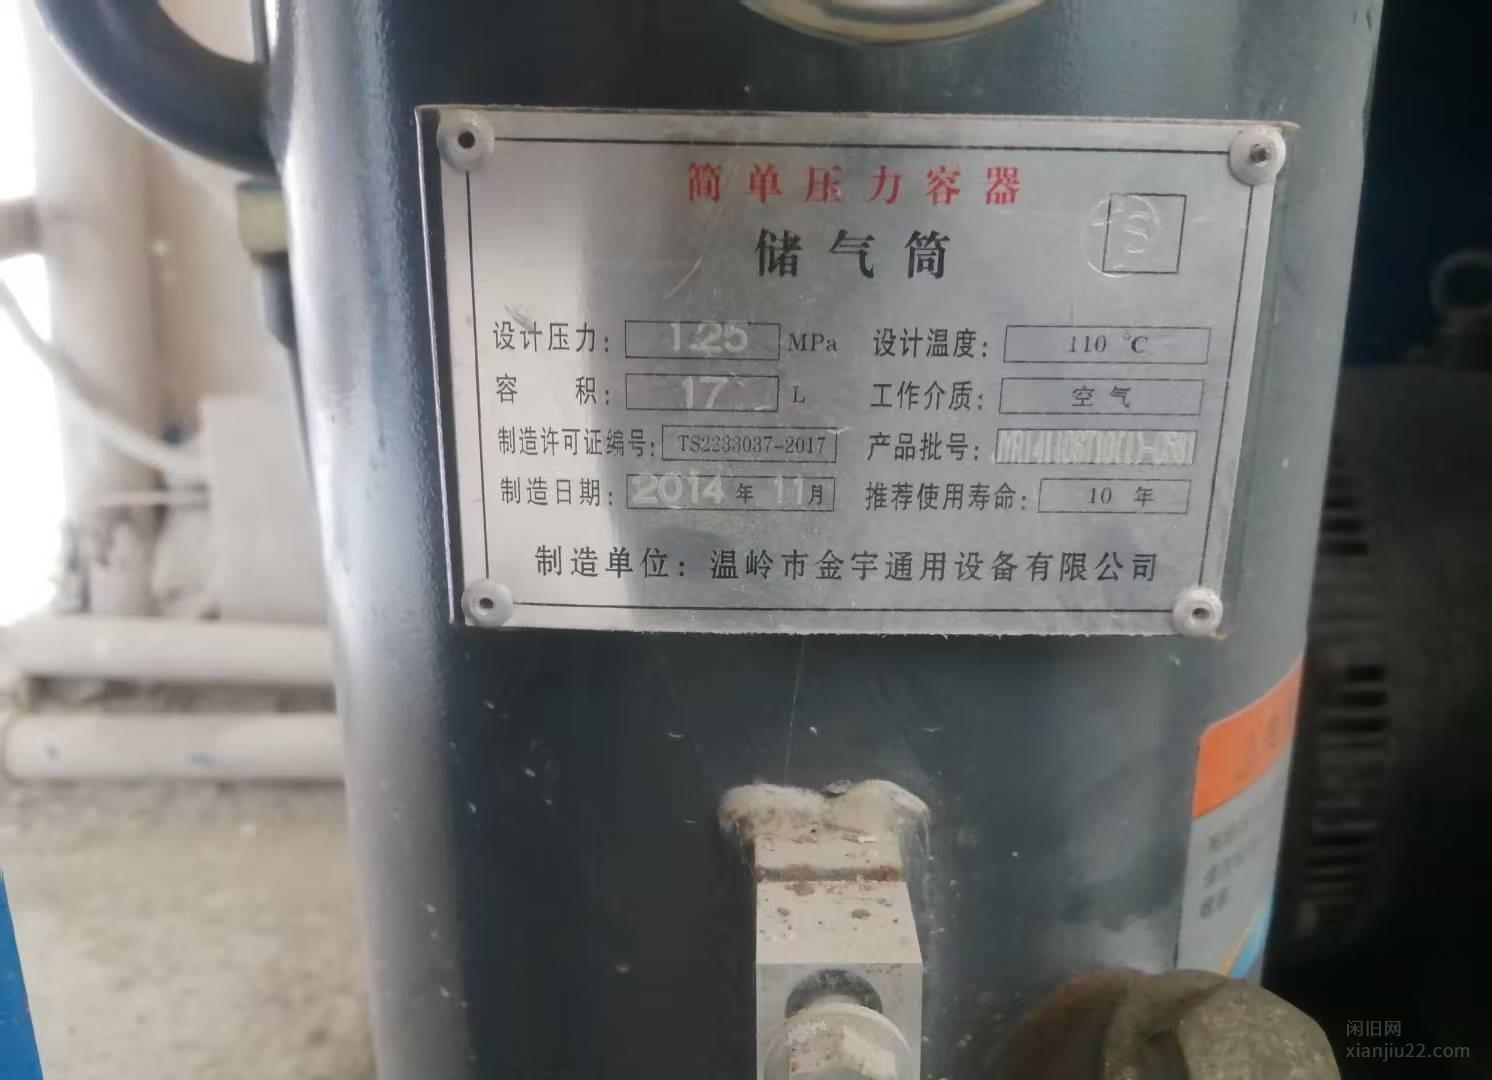 简单压力容器
储气筒
设计压力: 1.25 MPa 设计温度: 110 ℃
容 积: 17 L 工作介质: 空气
制造许可证编号: TS2233037-2017 产品批号:
制造日期: 2014 年 11 月 推荐使用寿命: 10 年
制造单位: 温岭市金宇通用设备有限公司
闲旧网
xianjiu22.com